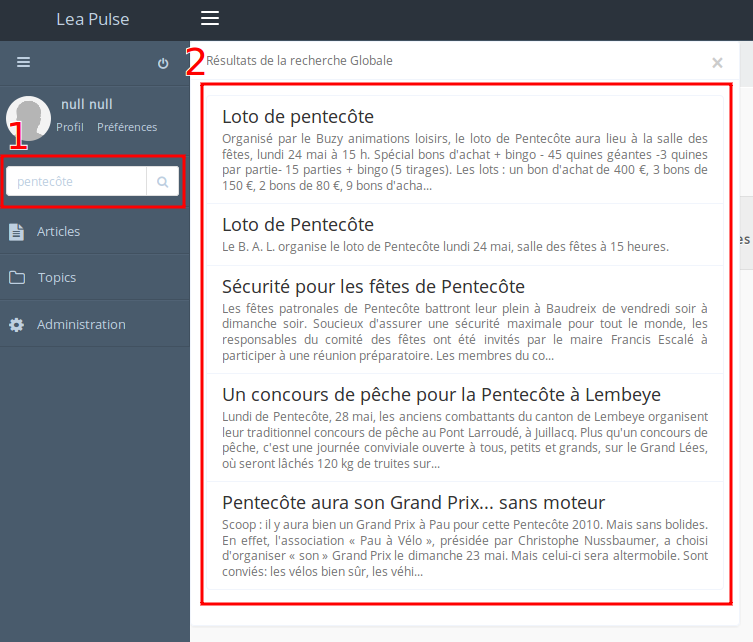 Lea Pulse
2
Résultats de la recherche Globale
×
null null
Profil Préférences
1
pentecôte
Articles
Topics
Administration
Loto de pentecôte
Organisé par le Buzy animations loisirs, le loto de Pentecôte aura lieu à la salle des
fêtes, lundi 24 mai à 15 h. Spécial bons d'achat + bingo - 45 quines géantes -3 quines
par partie- 15 parties + bingo (5 tirages). Les lots : un bon d'achat de 400 €, 3 bons de
150 €, 2 bons de 80 €, 9 bons d'acha...
Loto de Pentecôte
Le B. A. L. organise le loto de Pentecôte lundi 24 mai, salle des fêtes à 15 heures.
Sécurité pour les fêtes de Pentecôte
Les fêtes patronales de Pentecôte battront leur plein à Baudreix de vendredi soir à
dimanche soir. Soucieux d'assurer une sécurité maximale pour tout le monde, les
responsables du comité des fêtes ont été invités par le maire Francis Escalé à
participer à une réunion préparatoire. Les membres du co...
Un concours de pêche pour la Pentecôte à Lembeye
Lundi de Pentecôte, 28 mai, les anciens combattants du canton de Lembeye organisent
leur traditionnel concours de pêche au Pont Larroudé, à Juillacq. Plus qu'un concours de
pêche, c'est une journée conviviale ouverte à tous, petits et grands, sur le Grand Lées,
où seront lâchés 120 kg de truites sur...
Pentecôte aura son Grand Prix... sans moteur
Scoop : il y aura bien un Grand Prix à Pau pour cette Pentecôte 2010. Mais sans bolides.
En effet, l'association « Pau à Vélo », présidée par Christophe Nussbaumer, a choisi
d'organiser « son » Grand Prix le dimanche 23 mai. Mais celui-ci sera altermobile. Sont
conviés: les vélos bien sûr, les véhi...
es